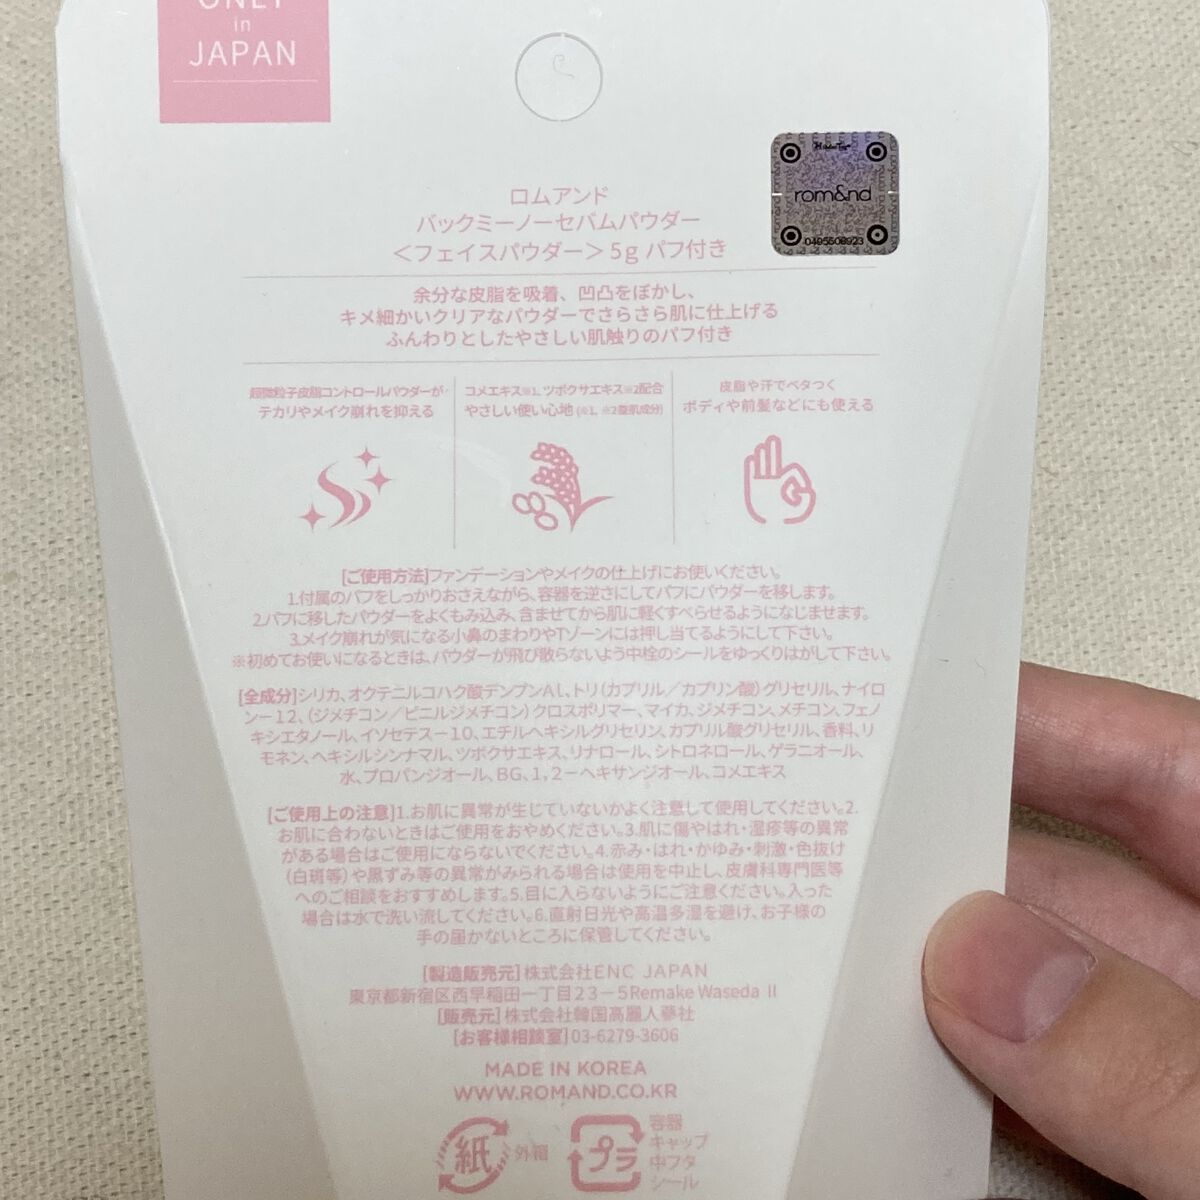 ONLY
in
JAPAN
rom&nd
0495508923
ロムアンド
バックミーノーセバムパウダー
＜フェイスパウダー＞5g パフ付き
余分な皮脂を吸着、凹凸をぼかし、
キメ細かいクリアなパウダーでさらさら肌に仕上げる
ふんわりとしたやさしい肌触りのパフ付き
超微粒子皮脂コントロールパウダーが
テカリやメイク崩れを抑える
コメエキス※1、ツボクサエキス※2配合
やさしい使い心地 (※1、※2整肌成分)
皮脂や汗でベタつく
ボディや前髪などにも使える
[ご使用方法]ファンデーションやメイクの仕上げにお使いください。
1.付属のパフをしっかりおさえながら、容器を逆さにしてパフにパウダーを移します。
2.パフに移したパウダーをよくもみ込み、含ませてから肌に軽くすべらせるようになじませます。
3.メイク崩れが気になる小鼻のまわりやTゾーンには押し当てるようにして下さい。
※初めてお使いになるときは、パウダーが飛び散らないよう中栓のシールをゆっくりはがして下さい。
[全成分]シリカ、オクテニルコハク酸デンプンAL、トリ(カプリル／カプリン酸)グリセリル、ナイロ
ン－12、(ジメチコン／ビニルジメチコン)クロスポリマー、マイカ、ジメチコン、メチコン、フェノ
キシエタノール、イソセテス－10、エチルヘキシルグリセリン、カプリル酸グリセリル、香料、リ
モネン、ヘキシルシンナマル、ツボクサエキス、リナロール、シトロネロール、ゲラニオール、
水、プロパンジオール、BG、1，2－ヘキサンジオール、コメエキス
[ご使用上の注意]1.お肌に異常が生じていないかよく注意して使用してください。2.
お肌に合わないときはご使用をおやめください。3.肌に傷やはれ・湿疹等の異常
がある場合はご使用にならないでください。4.赤み・はれ・かゆみ・刺激・色抜け
(白斑等)や黒ずみ等の異常がみられる場合は使用を中止し、皮膚科専門医等
へのご相談をおすすめします。5.目に入らないようにご注意ください。入った
場合は水で洗い流してください。6.直射日光や高温多湿を避け、お子様の
手の届かないところに保管してください。
[製造販売元]株式会社ENC JAPAN
東京都新宿区西早稲田一丁目23－5Remake Waseda II
[販売元]株式会社韓国高麗人蔘社
[お客様相談室]03-6279-3606
MADE IN KOREA
WWW.ROMAND.CO.KR
紙
外箱
プラ
容器
キャップ
中フタ
シール